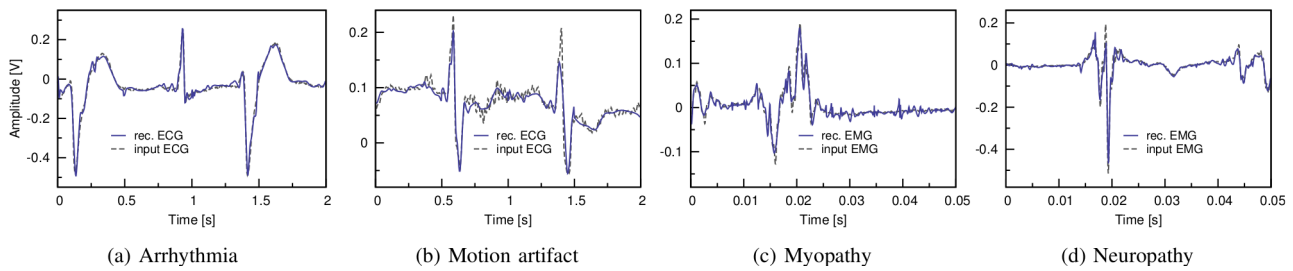 Amplitude [V]
0.2
0
-0.2
-0.4
rec. ECG
input ECG
0 0.5 1 1.5 2
Time [s]
(a) Arrhythmia
0.2
0.1
0
rec. ECG
input ECG
0 0.5 1 1.5 2
Time [s]
(b) Motion artifact
0.2
0.1
0
-0.1
rec. EMG
input EMG
0 0.01 0.02 0.03 0.04 0.05
Time [s]
(c) Myopathy
0.2
0
-0.2
-0.4
rec. EMG
input EMG
0 0.01 0.02 0.03 0.04 0.05
Time [s]
(d) Neuropathy